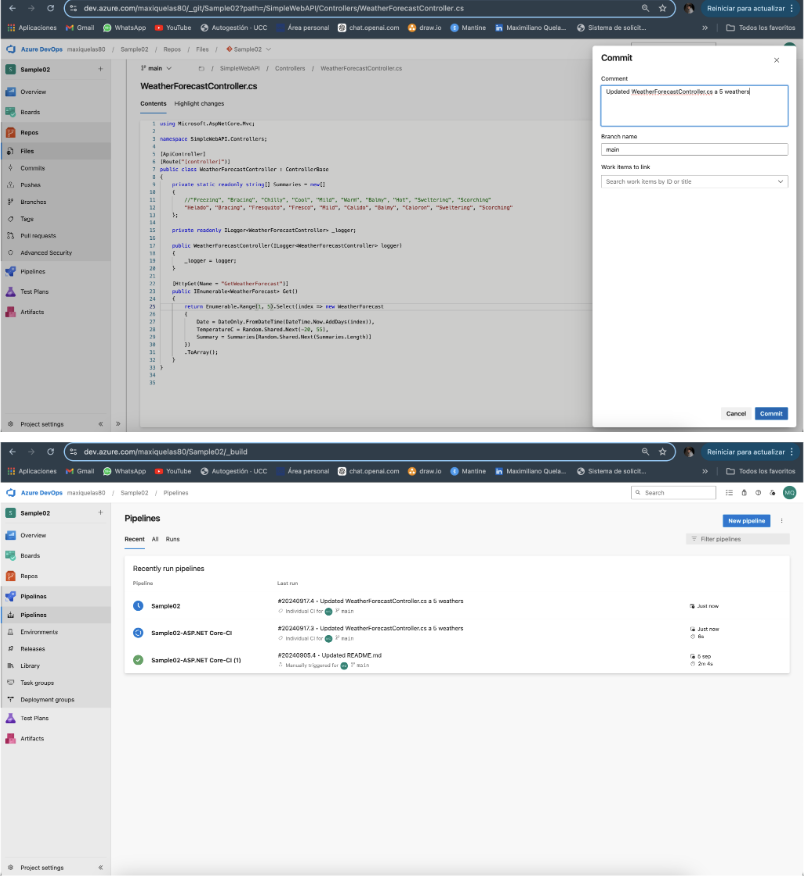 dev.azure.com/maxiquelas80/_git/Sample02?path=/SimpleWebAPI/Controllers/WeatherForecastController.cs
Reiniciar para actualizar
Aplicaciones Gmail WhatsApp YouTube Autogestión - UCC Área personal chat.openai.com draw.io Mantine Maximiliano Quela... Sistema de solicit... Todos los favoritos
Azure DevOps maxiquelas80 / Sample02 / Repos / Files / Sample02
S Sample02 +
Overview
Boards
Repos
Files
Commits
Pushes
Branches
Tags
Pull requests
Advanced Security
Pipelines
Test Plans
Artifacts
Project settings
main / SimpleWebAPI / Controllers / WeatherForecastController.cs
WeatherForecastController.cs
Contents Highlight changes
1 using Microsoft.AspNetCore.Mvc;
2
3 namespace SimpleWebAPI.Controllers;
4
5 [ApiController]
6 [Route("[controller]")]
7 public class WeatherForecastController : ControllerBase
8 {
9 private static readonly string[] Summaries = new[]
10 {
11 //"Freezing", "Bracing", "Chilly", "Cool", "Mild", "Warm", "Balmy", "Hot", "Sweltering", "Scorching"
12 "Helado", "Bracing", "Fresquito", "Fresco", "Mild", "Calido", "Balmy", "Caloron", "Sweltering", "Scorching"
13 };
14
15 private readonly ILogger<WeatherForecastController> _logger;
16
17 public WeatherForecastController(ILogger<WeatherForecastController> logger)
18 {
19 _logger = logger;
20 }
21
22 [HttpGet(Name = "GetWeatherForecast")]
23 public IEnumerable<WeatherForecast> Get()
24 {
25 return Enumerable.Range(1, 5).Select(index => new WeatherForecast
26 {
27 Date = DateOnly.FromDateTime(DateTime.Now.AddDays(index)),
28 TemperatureC = Random.Shared.Next(-20, 55),
29 Summary = Summaries[Random.Shared.Next(Summaries.Length)]
30 })
31 .ToArray();
32 }
33 }
34
35
Commit
Comment
Updated WeatherForecastController.cs a 5 weathers
Branch name
main
Work items to link
Search work items by ID or title
Cancel Commit
dev.azure.com/maxiquelas80/Sample02/_build
Reiniciar para actualizar
Aplicaciones Gmail WhatsApp YouTube Autogestión - UCC Área personal chat.openai.com draw.io Mantine Maximiliano Quela... Sistema de solicit... Todos los favoritos
Azure DevOps maxiquelas80 / Sample02 / Pipelines
Search
MQ
S Sample02 +
Overview
Boards
Repos
Pipelines
Pipelines
Environments
Releases
Library
Task groups
Deployment groups
Test Plans
Artifacts
Project settings
Pipelines
New pipeline
Recent All Runs
Filter pipelines
Recently run pipelines
Pipeline Last run
Sample02
#20240917.4 • Updated WeatherForecastController.cs a 5 weathers
Individual CI for main
Just now
Sample02-ASP.NET Core-CI
#20240917.3 • Updated WeatherForecastController.cs a 5 weathers
Individual CI for main
Just now
6s
Sample02-ASP.NET Core-CI (1)
#20240905.4 • Updated README.md
Manually triggered for main
5 sep
2m 4s